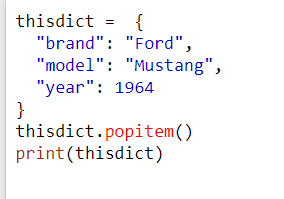 thisdict =  {
  "brand": "Ford",
  "model": "Mustang",
  "year": 1964
}
thisdict.popitem()
print(thisdict)